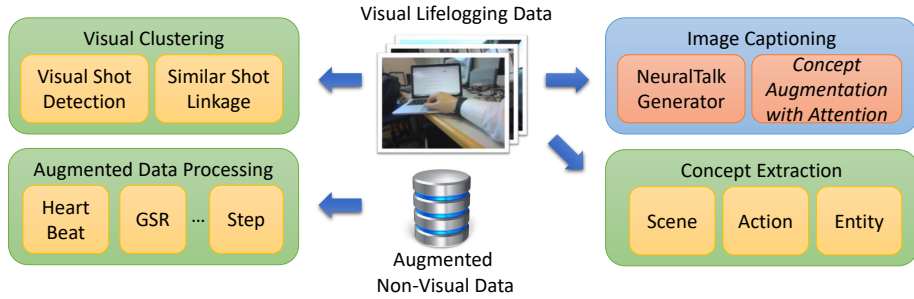 Visual Lifelogging Data
Visual Clustering
Visual Shot
Detection
Similar Shot
Linkage
Image Captioning
NeuralTalk
Generator
Concept
Augmentation
with Attention
Augmented Data Processing
Heart
Beat
GSR
...
Step
Augmented
Non-Visual Data
Concept Extraction
Scene
Action
Entity